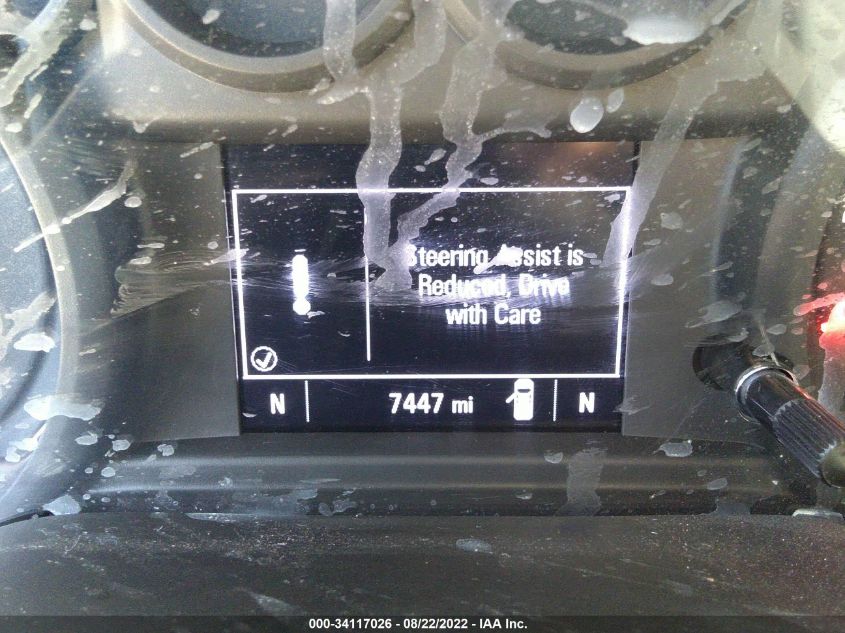 Steering Assist is
Reduced, Drive
with Care
N 7447 mi N
000-34117026 - 08/22/2022 - IAA Inc.